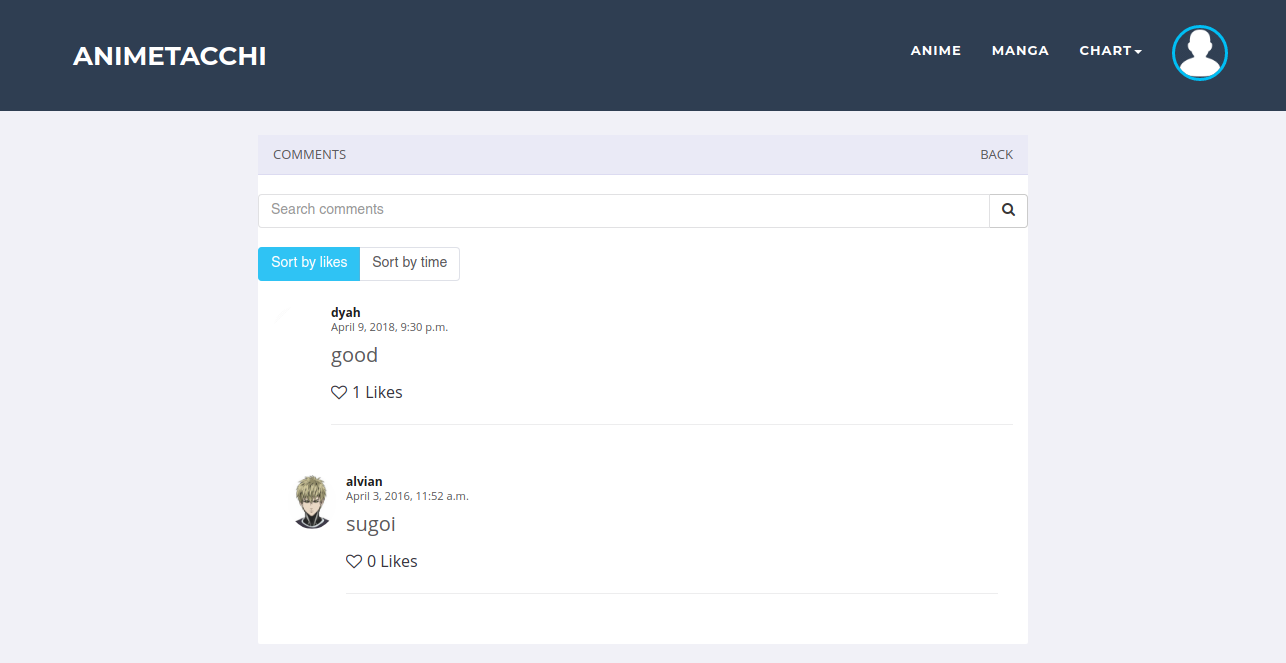 ANIMETACCHI
ANIME MANGA CHART
COMMENTS BACK
Search comments
Sort by likes Sort by time
dyah
April 9, 2018, 9:30 p.m.
good
1 Likes
alvian
April 3, 2016, 11:52 a.m.
sugoi
0 Likes